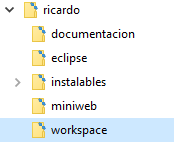 ricardo
documentacion
eclipse
instalables
miniweb
workspace